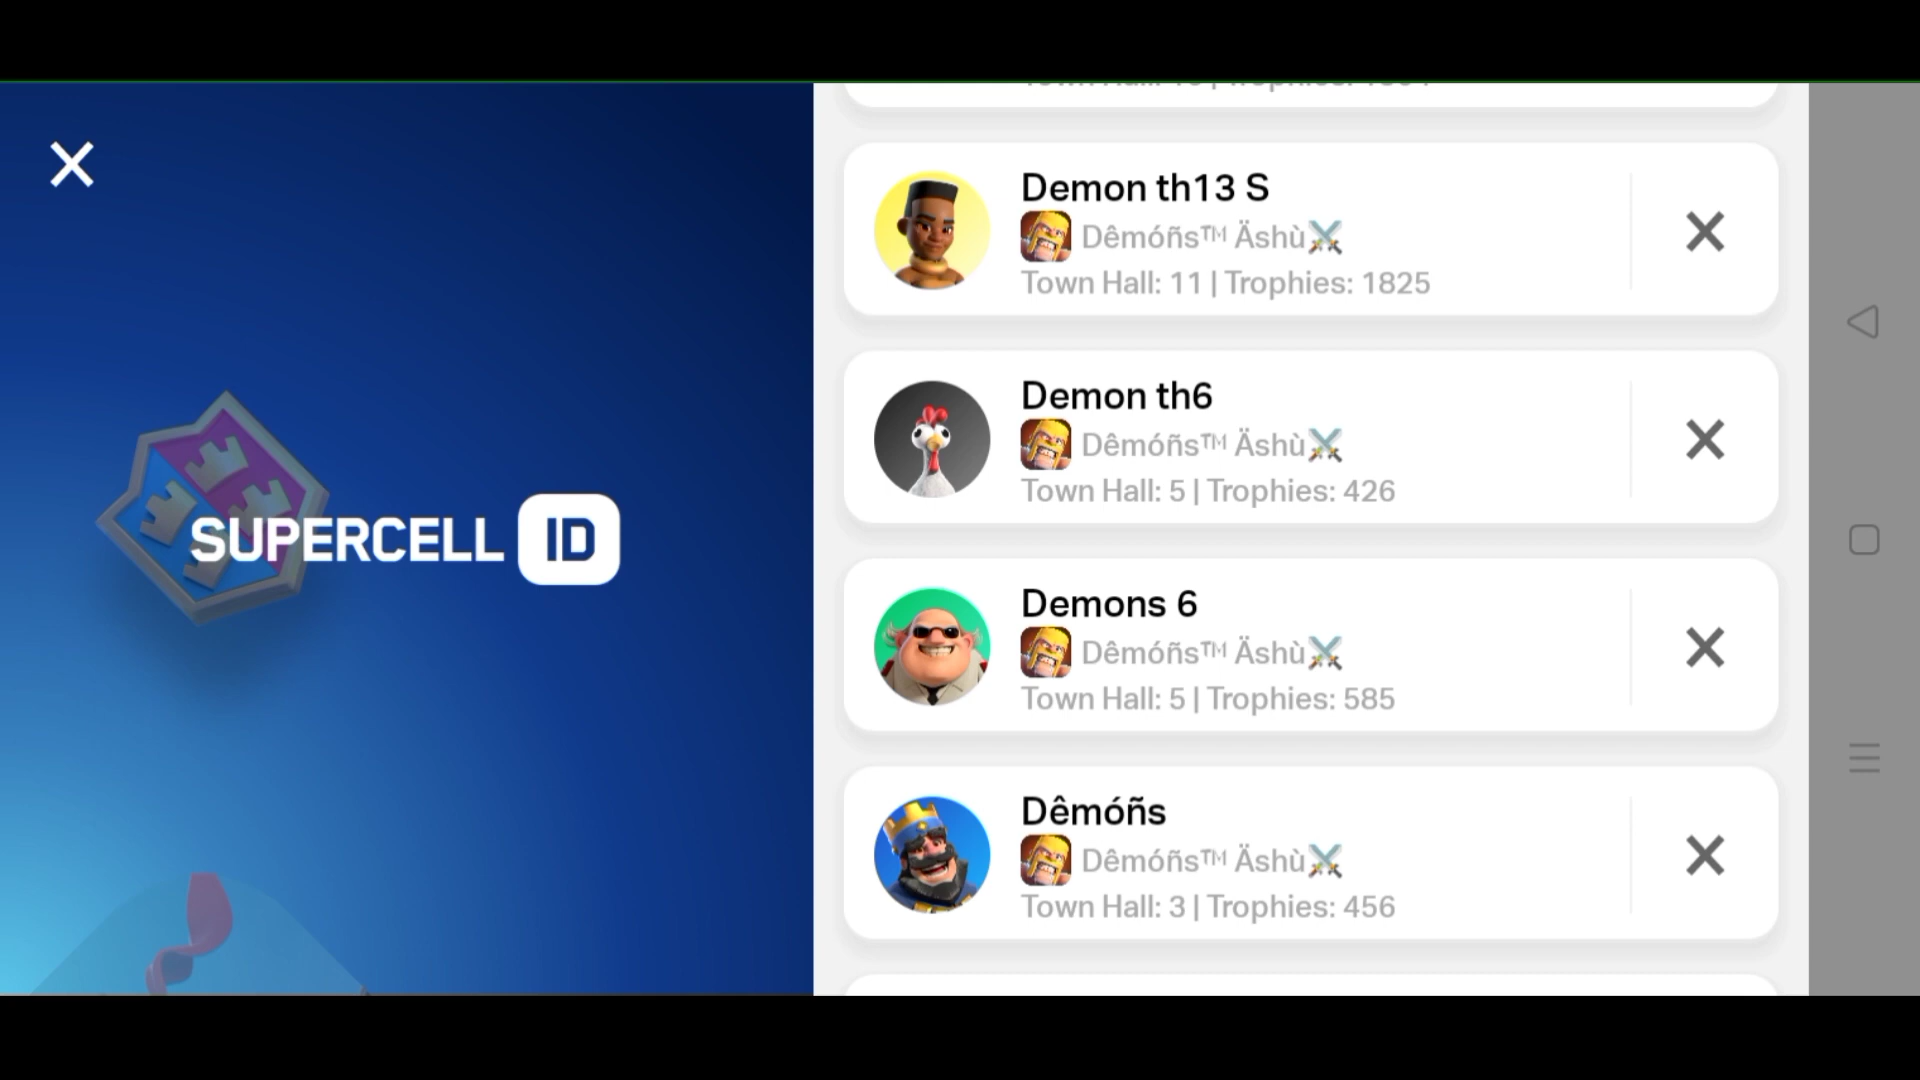 SUPERCELL ID
Demon th13 S
Dêmóñs™ Äshù⚔
Town Hall: 11 | Trophies: 1825
Demon th6
Dêmóñs™ Äshù⚔
Town Hall: 5 | Trophies: 426
Demons 6
Dêmóñs™ Äshù⚔
Town Hall: 5 | Trophies: 585
Dêmóñs
Dêmóñs™ Äshù⚔
Town Hall: 3 | Trophies: 456